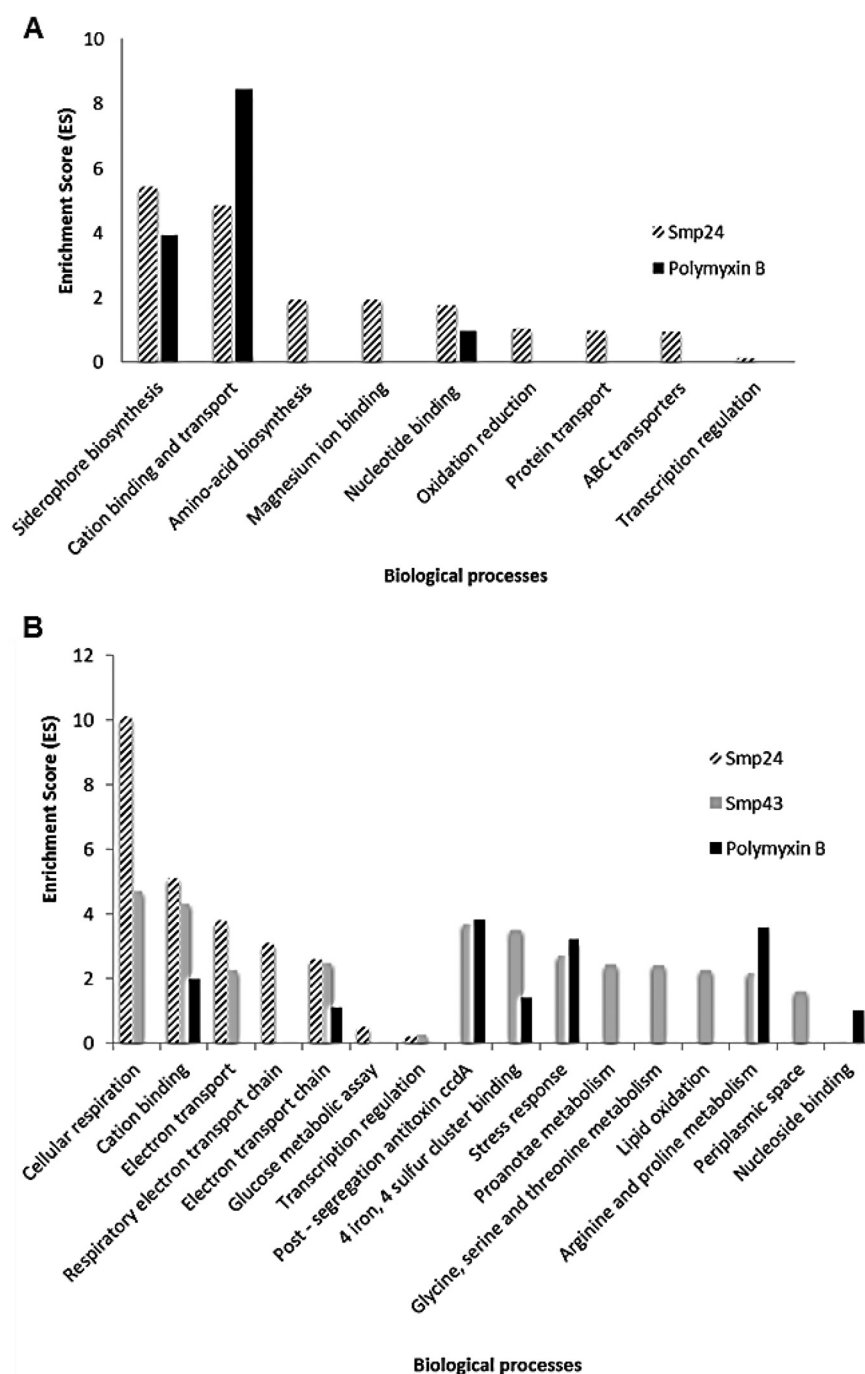 A
Enrichment Score (ES)
10
8
6
4
2
0
Smp24
Polymyxin B
Siderophore biosynthesis
Cation binding and transport
Amino-acid biosynthesis
Magnesium ion binding
Nucleotide binding
Oxidation reduction
Protein transport
ABC transporters
Transcription regulation
Biological processes
B
Enrichment Score (ES)
12
10
8
6
4
2
0
Smp24
Smp43
Polymyxin B
Cellular respiration
Cation binding
Electron transport
Respiratory electron transport chain
Electron transport chain
Glucose metabolic assay
Transcription regulation
Post - segregation antitoxin ccdA
4 iron, 4 sulfur cluster binding
Stress response
Proanotae metabolism
Glycine, serine and threonine metabolism
Lipid oxidation
Arginine and proline metabolism
Periplasmic space
Nucleoside binding
Biological processes